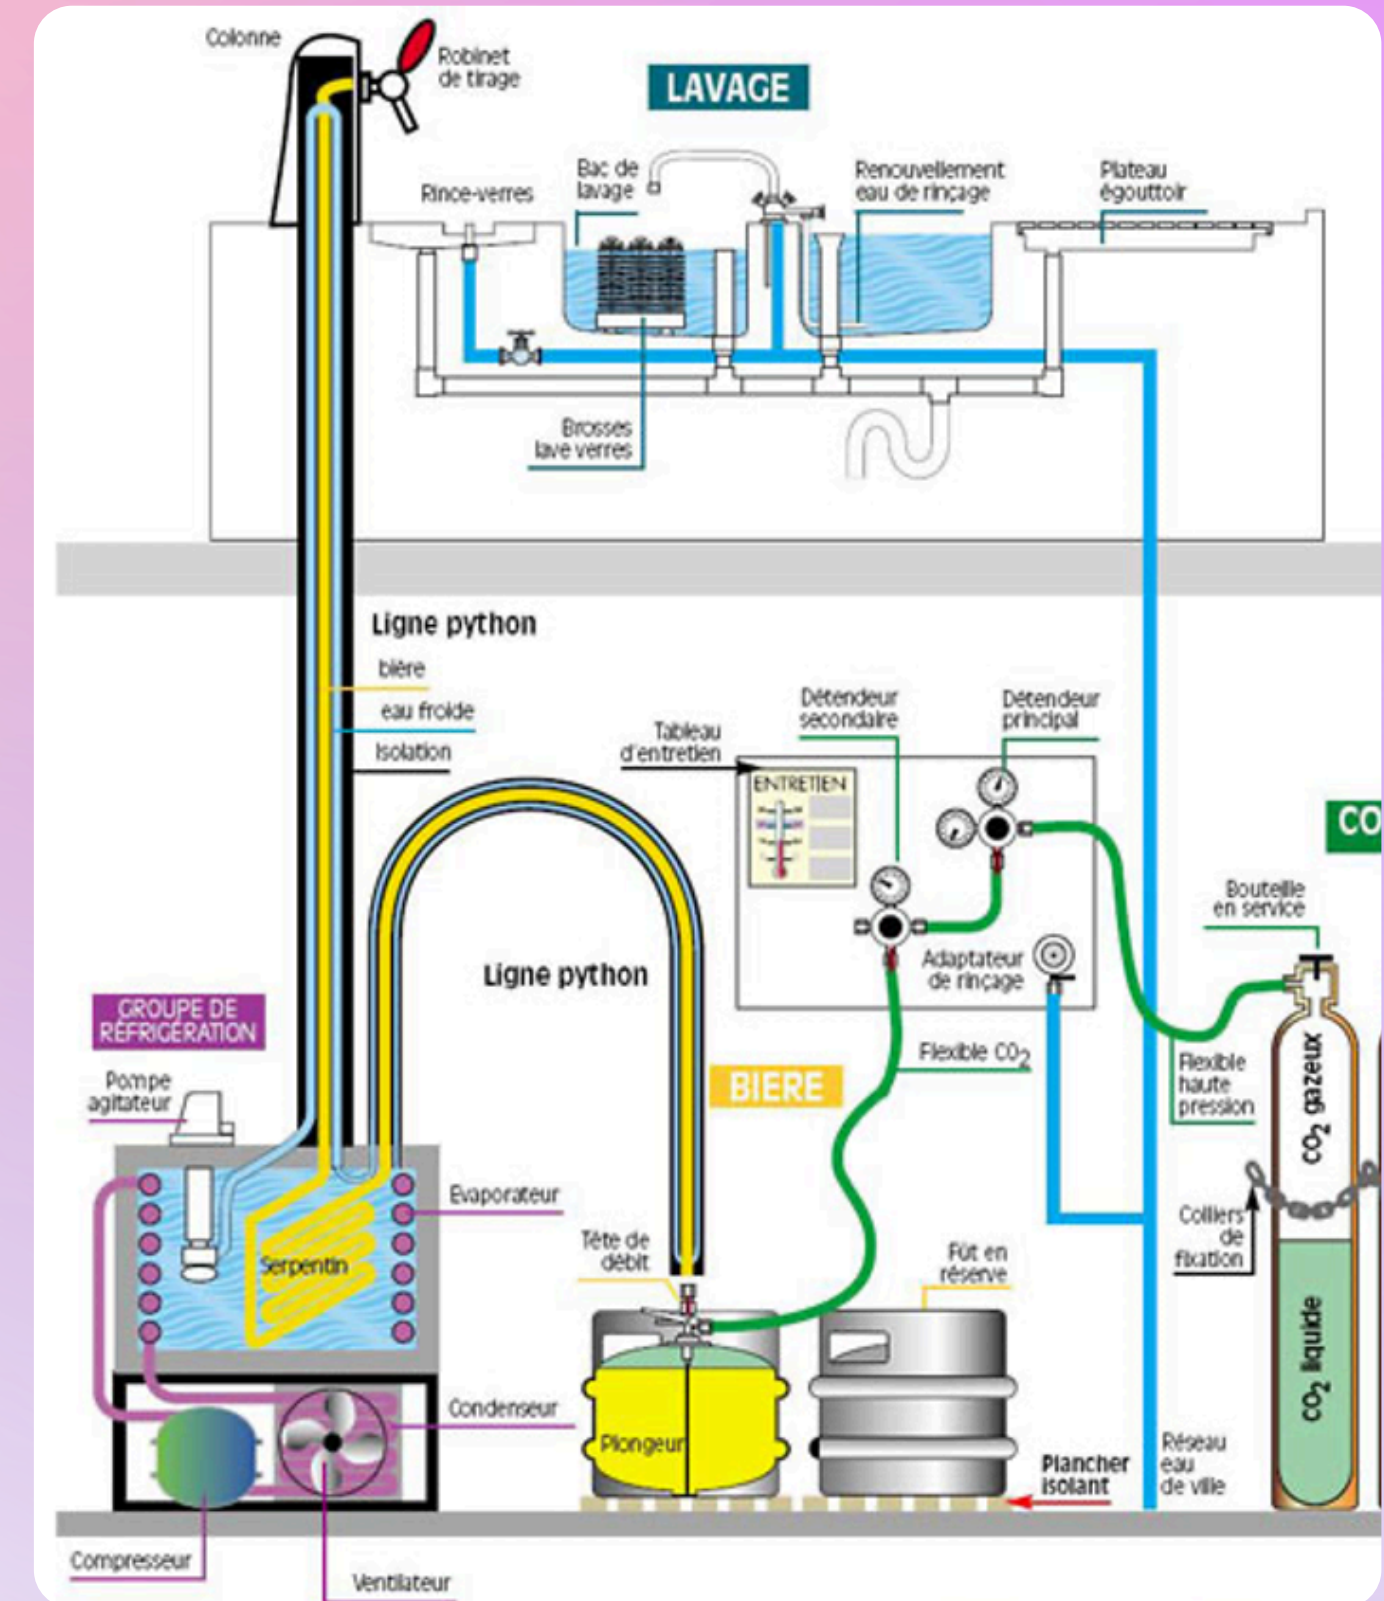 Colonne
Robinet
de tirage
LAVAGE
Rince-verres
Bac de
lavage
Renouvellement
eau de rinçage
Plateau
égouttoir
Brosses
lave verres
Ligne python
bière
eau froide
Isolation
Tableau
d'entretien
Détendeur
secondaire
Détendeur
principal
ENTRETIEN
Adaptateur
de rinçage
CO
Bouteille
en service
Ligne python
GROUPE DE
RÉFRIGÉRATION
Pompe
agitateur
BIERE
Flexible CO2
Flexible
haute
pression
CO2 gazeux
Evaporateur
Serpentin
Tête de
débit
Fût en
réserve
Colliers
de
fixation
CO2 liquide
Condenseur
Plongeur
Plancher
isolant
Réseau
eau
de ville
Compresseur
Ventilateur